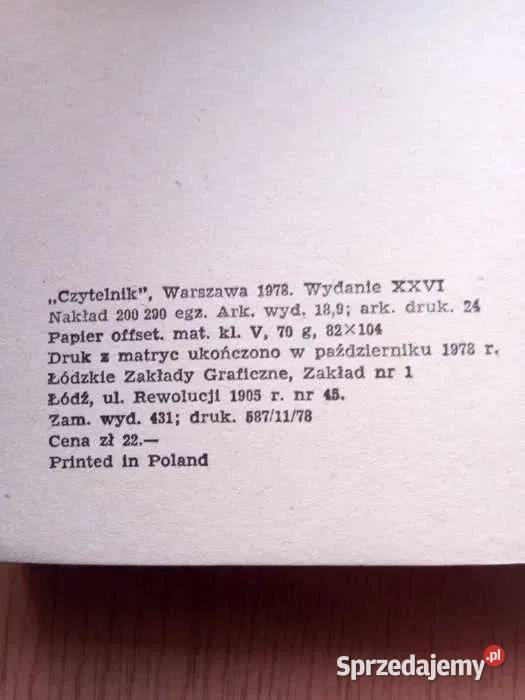 „Czytelnik”, Warszawa 1978. Wydanie XXVI
Nakład 200 290 egz. Ark. wyd. 18,9; ark. druk. 24
Papier offset. mat. kl. V, 70 g, 82×104
Druk z matryc ukończono w październiku 1978 r.
Łódzkie Zakłady Graficzne, Zakład nr 1
Łódź, ul. Rewolucji 1905 r. nr 45.
Zam. wyd. 431; druk. 587/11/78
Cena zł 22.—
Printed in Poland
Sprzedajemy.pl